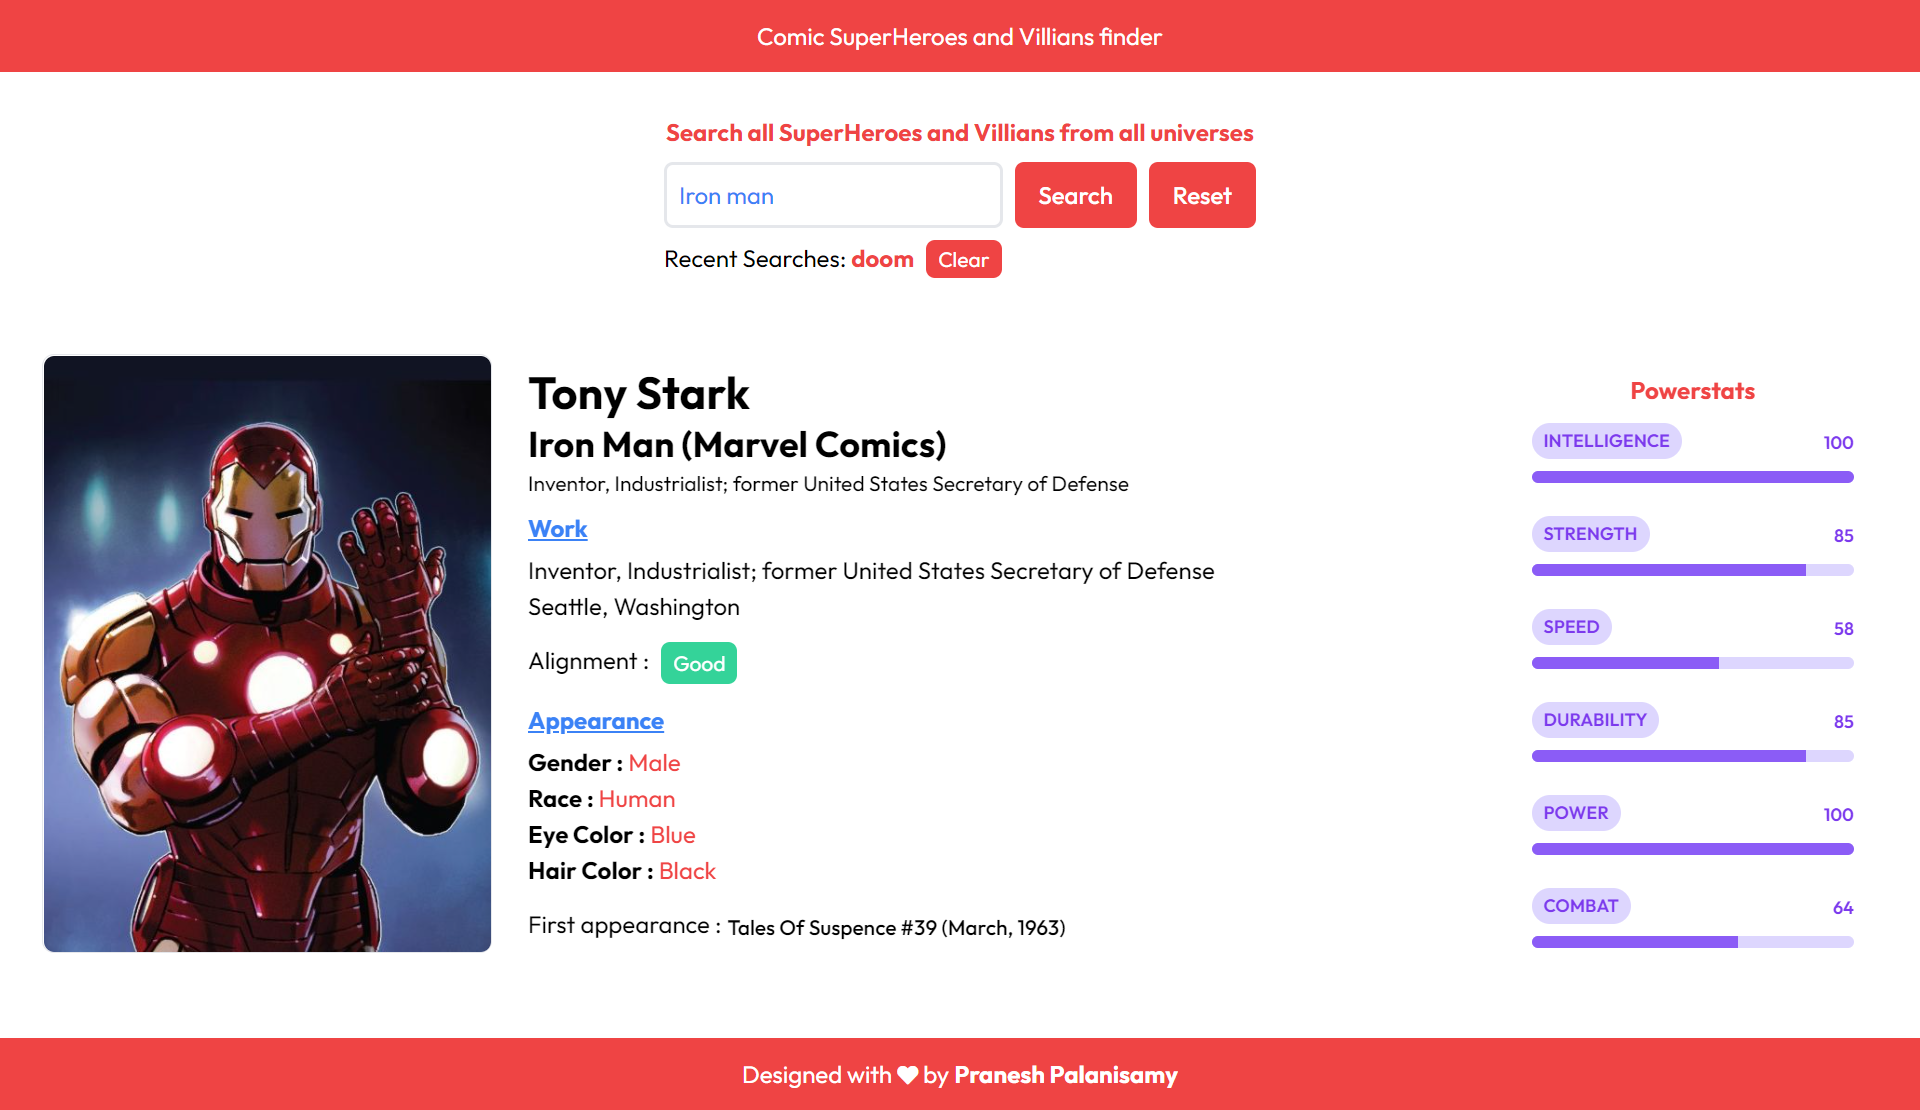 Comic SuperHeroes and Villians finder
Search all SuperHeroes and Villians from all universes
Iron man
Search
Reset
Recent Searches: doom
Clear
Tony Stark
Iron Man (Marvel Comics)
Inventor, Industrialist; former United States Secretary of Defense
Work
Inventor, Industrialist; former United States Secretary of Defense
Seattle, Washington
Alignment : Good
Appearance
Gender : Male
Race : Human
Eye Color : Blue
Hair Color : Black
First appearance : Tales Of Suspence #39 (March, 1963)
Powerstats
INTELLIGENCE 100
STRENGTH 85
SPEED 58
DURABILITY 85
POWER 100
COMBAT 64
Designed with ♥ by Pranesh Palanisamy